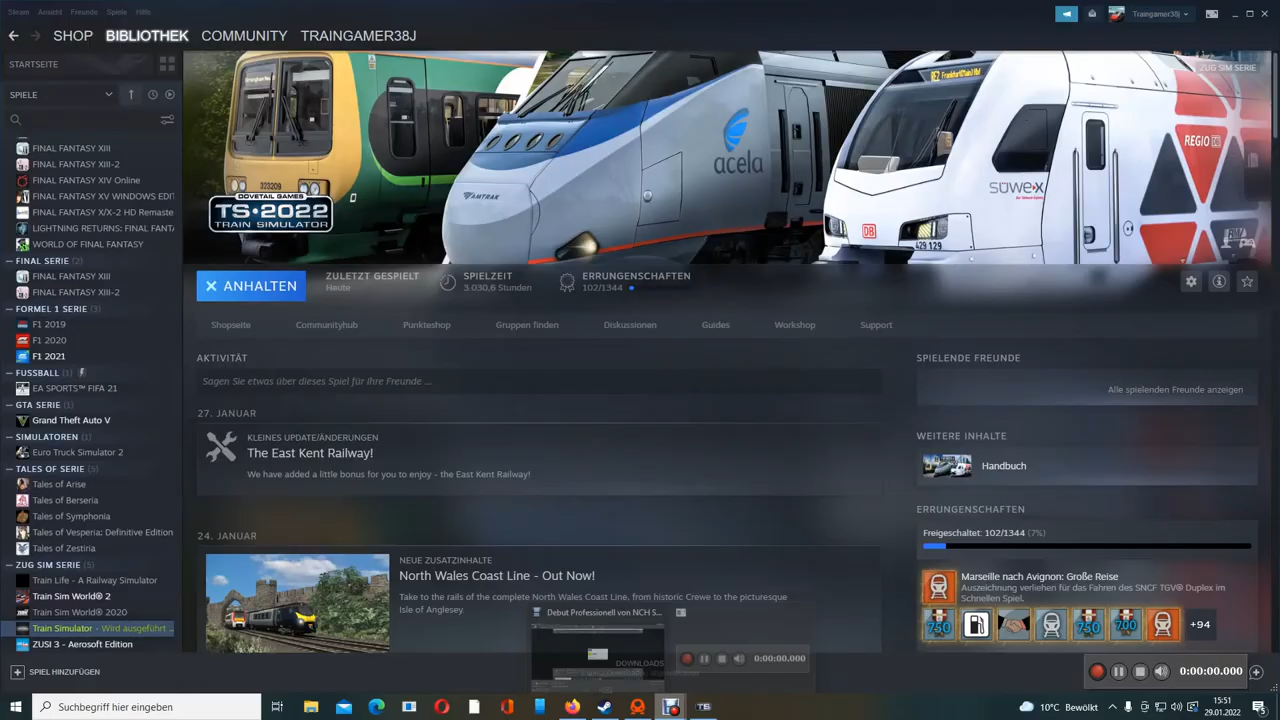 Steam Ansicht Freunde Spiele Hilfe
Traingamer38j
SHOP BIBLIOTHEK COMMUNITY TRAINGAMER38J
STARTSEITE
SPIELE
FINAL FANTASY XIII
FINAL FANTASY XIII-2
FINAL FANTASY XIV Online
FINAL FANTASY XV WINDOWS EDIT
FINAL FANTASY X/X-2 HD Remaste
LIGHTNING RETURNS: FINAL FANTA
WORLD OF FINAL FANTASY
FINAL SERIE (2)
FINAL FANTASY XIII
FINAL FANTASY XIII-2
FORMEL 1 SERIE (3)
F1 2019
F1 2020
F1 2021
FUSSBALL (1)
EA SPORTS™ FIFA 21
GTA SERIE (1)
Grand Theft Auto V
SIMULATOREN (1)
Euro Truck Simulator 2
TALES OF SERIE (5)
Tales of Arise
Tales of Berseria
Tales of Symphonia
Tales of Vesperia: Definitive Edition
Tales of Zestiria
ZUG SIM SERIE (5)
Train Life - A Railway Simulator
Train Sim World® 2
Train Sim World® 2020
Train Simulator - Wird ausgeführt ...
ZUSI 3 - Aerosoft Edition
SPIEL HINZUFÜGEN
ZUG SIM SERIE
323209
DOVETAIL GAMES
TS·2022
TRAIN SIMULATOR
AMTRAK
acela
RE2 Frankfurt(Main) Hbf
süwex
DB
429 129
REGIO DB
ANHALTEN
ZULETZT GESPIELT
Heute
SPIELZEIT
3.030,6 Stunden
ERRUNGENSCHAFTEN
102/1344
Shopseite Communityhub Punkteshop Gruppen finden Diskussionen Guides Workshop Support
AKTIVITÄT
Sagen Sie etwas über dieses Spiel für Ihre Freunde ...
27. JANUAR
KLEINES UPDATE/ÄNDERUNGEN
The East Kent Railway!
We have added a little bonus for you to enjoy - the East Kent Railway!
24. JANUAR
NEUE ZUSATZINHALTE
North Wales Coast Line - Out Now!
Take to the rails of the complete North Wales Coast Line, from historic Crewe to the picturesque
Isle of Anglesey.
SPIELENDE FREUNDE
Alle spielenden Freunde anzeigen
WEITERE INHALTE
Handbuch
ERRUNGENSCHAFTEN
Freigeschaltet: 102/1344 (7%)
Marseille nach Avignon: Große Reise
Auszeichnung verliehen für das Fahren des SNCF TGV® Duplex im
Schnellen Spiel.
750 750 700 +94
Debut Professionell von NCH S...
DOWNLOADS
0:00:00.000
0:00:00.000
Suchbegriff hier eingeben
TS
10°C Bewölkt
15:51
29.01.2022